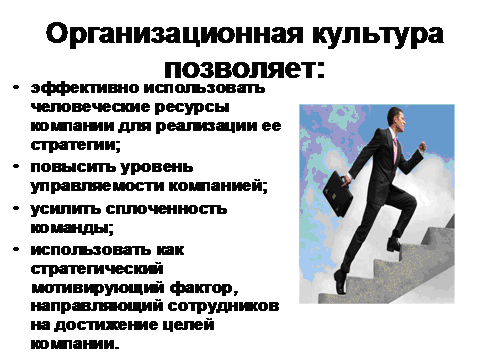 Организационная культура
позволяет:
• эффективно использовать
человеческие ресурсы
компании для реализации ее
стратегии;
• повысить уровень
управляемости компанией;
• усилить сплоченность
команды;
• использовать как
стратегический
мотивирующий фактор,
направляющий сотрудников
на достижение целей
компании.